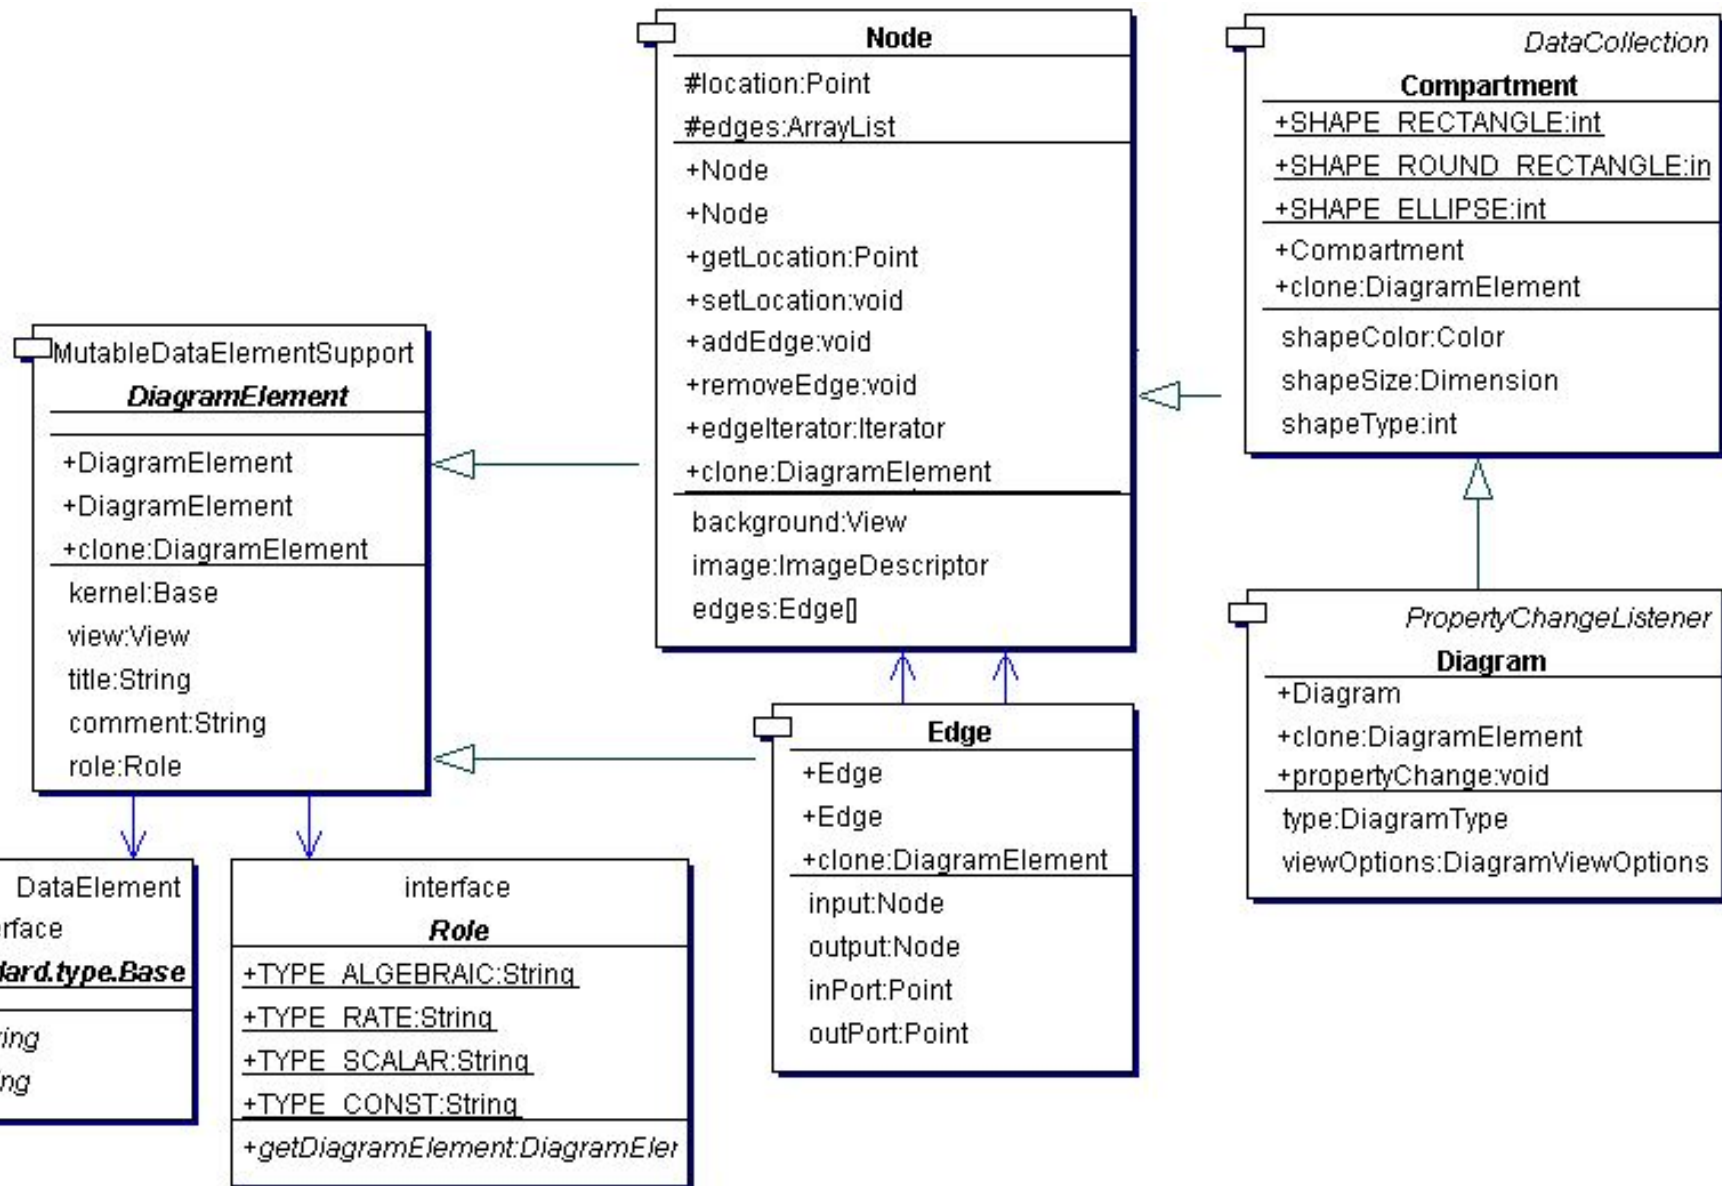 Node
#location:Point
#edges:ArrayList
+Node
+Node
+getLocation:Point
+setLocation:void
+addEdge:void
+removeEdge:void
+edgeIterator:Iterator
+clone:DiagramElement
background:View
image:ImageDescriptor
edges:Edge[]
DataCollection
Compartment
+SHAPE_RECTANGLE:int
+SHAPE_ROUND_RECTANGLE:in
+SHAPE_ELLIPSE:int
+Compartment
+clone:DiagramElement
shapeColor:Color
shapeSize:Dimension
shapeType:int
MutableDataElementSupport
DiagramElement
+DiagramElement
+DiagramElement
+clone:DiagramElement
kernel:Base
view:View
title:String
comment:String
role:Role
PropertyChangeListener
Diagram
+Diagram
+clone:DiagramElement
+propertyChange:void
type:DiagramType
viewOptions:DiagramViewOptions
Edge
+Edge
+Edge
+clone:DiagramElement
input:Node
output:Node
inPort:Point
outPort:Point
DataElement
erface
dard.type.Base
ring
ng
interface
Role
+TYPE_ALGEBRAIC:String
+TYPE_RATE:String
+TYPE_SCALAR:String
+TYPE_CONST:String
+getDiagramElement:DiagramEler